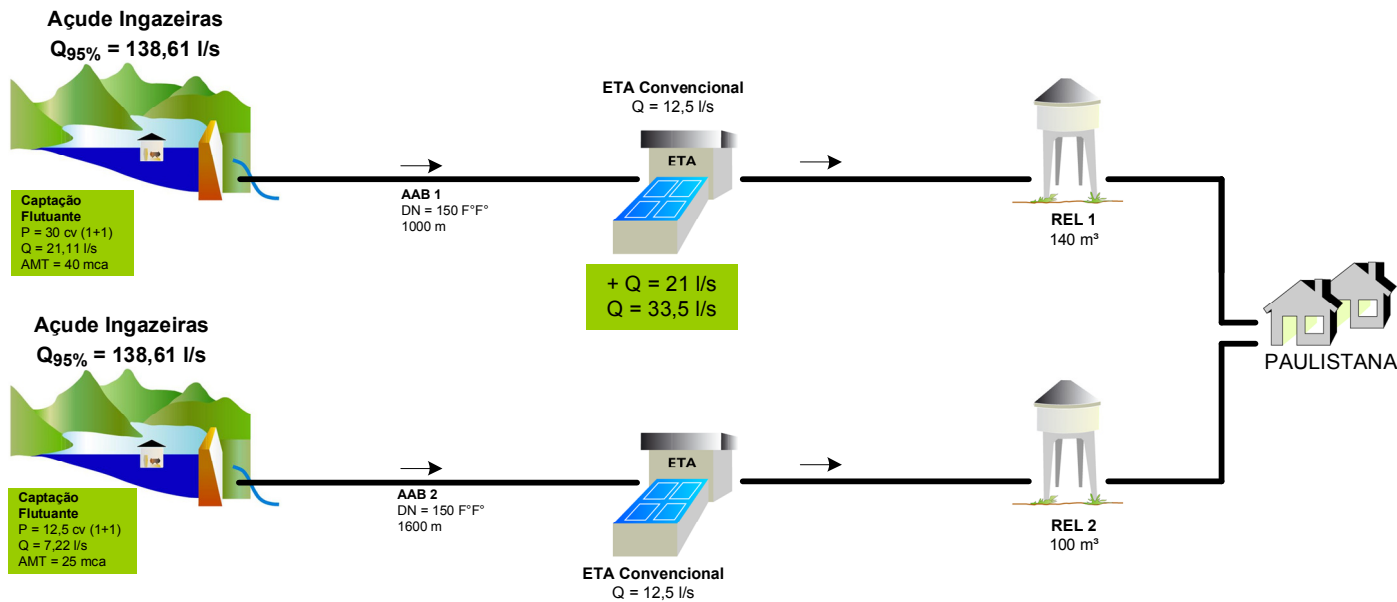 Açude Ingazeiras
Q95% = 138,61 l/s
Captação
Flutuante
P = 30 cv (1+1)
Q = 21,11 l/s
AMT = 40 mca
AAB 1
DN = 150 F°F°
1000 m
ETA Convencional
Q = 12,5 l/s
ETA
+ Q = 21 l/s
Q = 33,5 l/s
REL 1
140 m³
PAULISTANA
Açude Ingazeiras
Q95% = 138,61 l/s
Captação
Flutuante
P = 12,5 cv (1+1)
Q = 7,22 l/s
AMT = 25 mca
AAB 2
DN = 150 F°F°
1600 m
ETA
ETA Convencional
Q = 12,5 l/s
REL 2
100 m³